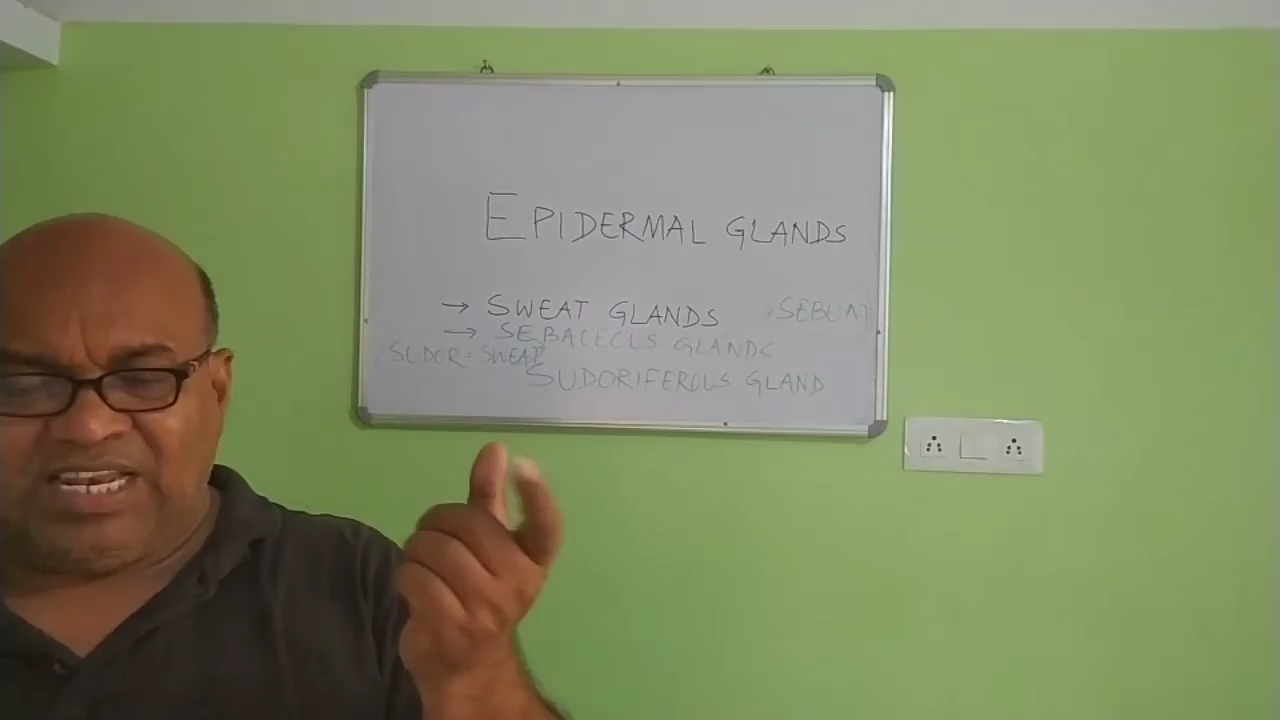 EPIDERMAL GLANDS
→ SWEAT GLANDS
SEBUM
→ SEBACEOUS GLANDS
SUDOR = SWEAT
SUDORIFEROUS GLAND